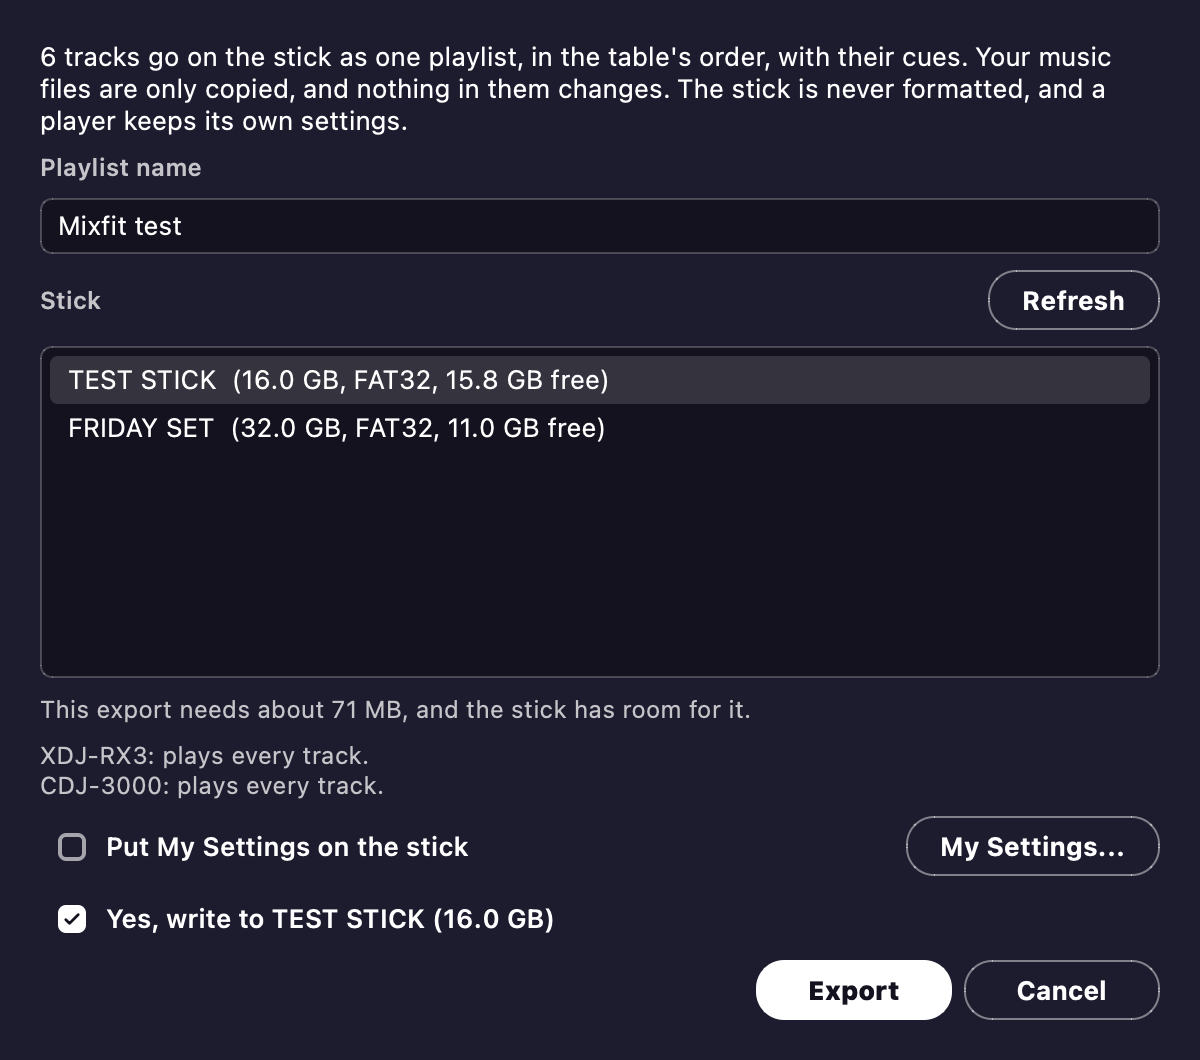 6 tracks go on the stick as one playlist, in the table's order, with their cues. Your music
files are only copied, and nothing in them changes. The stick is never formatted, and a
player keeps its own settings.
Playlist name
Mixfit test
Stick
Refresh
TEST STICK (16.0 GB, FAT32, 15.8 GB free)
FRIDAY SET (32.0 GB, FAT32, 11.0 GB free)
This export needs about 71 MB, and the stick has room for it.
XDJ-RX3: plays every track.
CDJ-3000: plays every track.
Put My Settings on the stick
My Settings...
Yes, write to TEST STICK (16.0 GB)
Export
Cancel